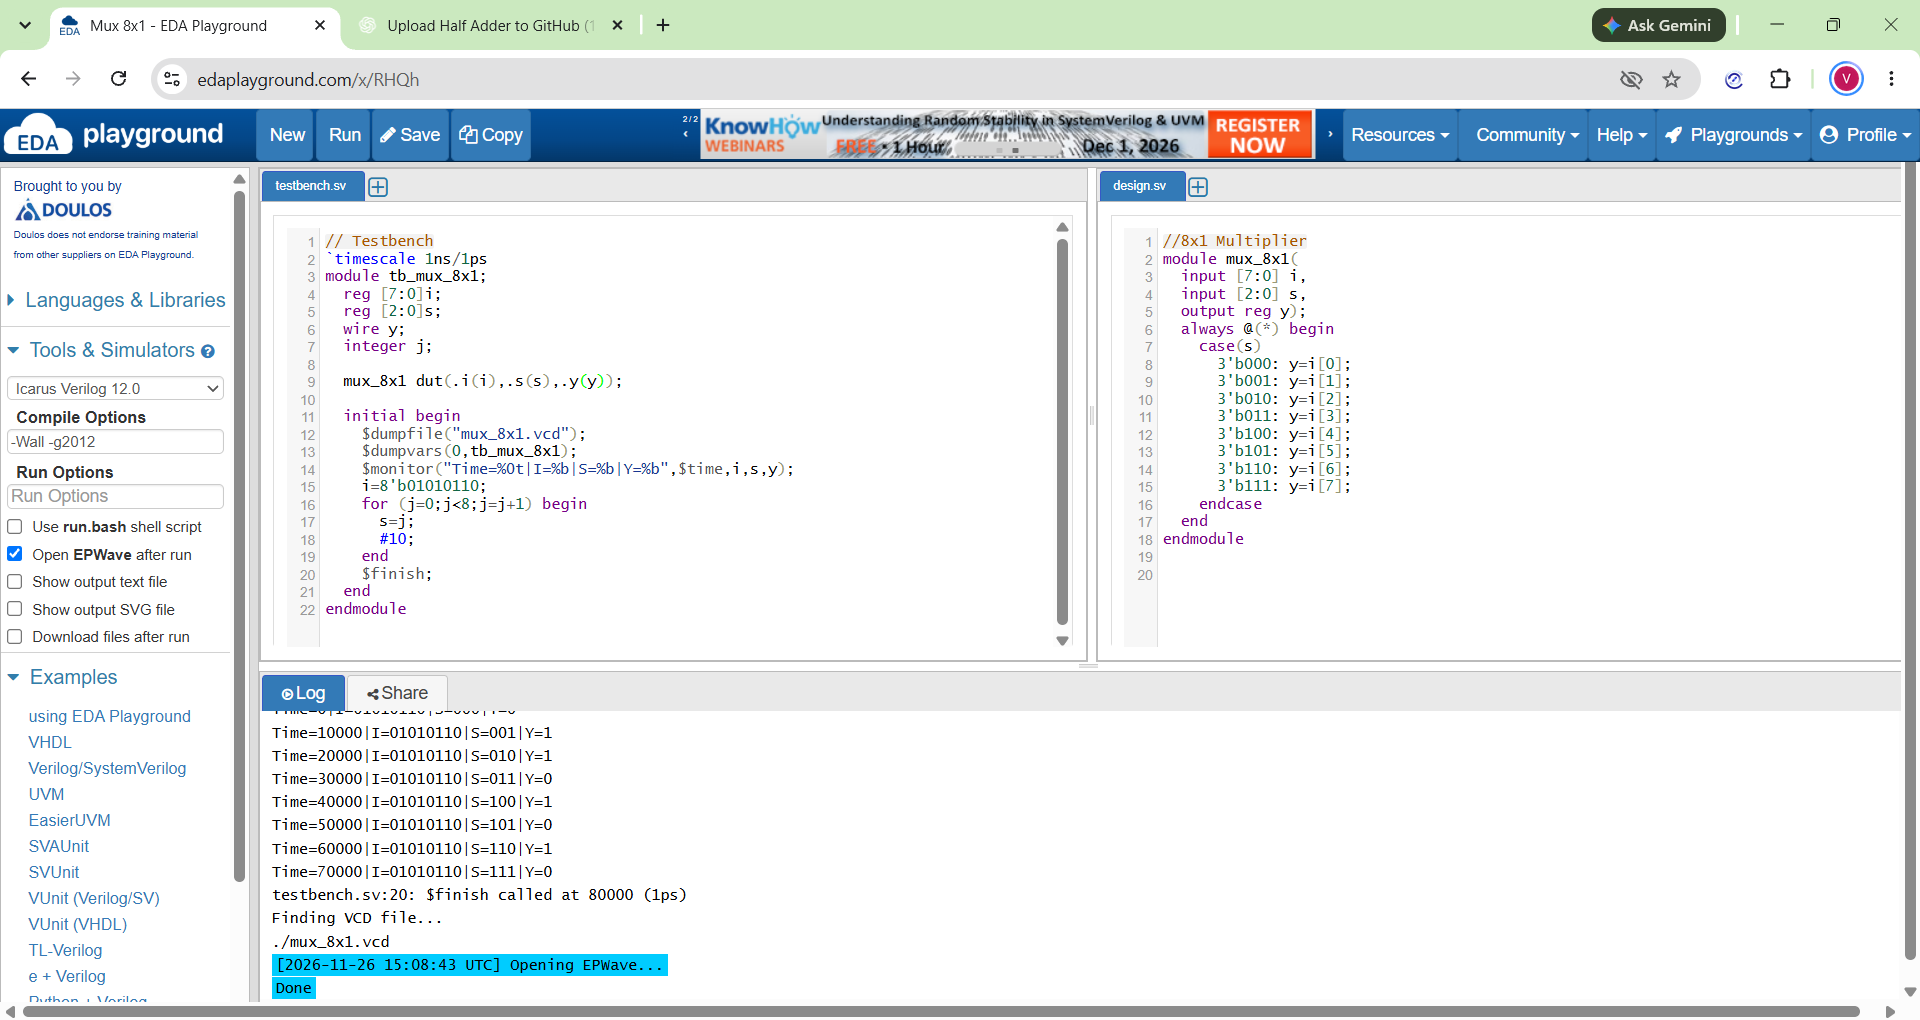 Mux 8x1 - EDA Playground
Upload Half Adder to GitHub (1
Ask Gemini
edaplayground.com/x/RHQh
V
EDA playground
New
Run
Save
Copy
2/2
KnowHow
WEBINARS
Understanding Random Stability in SystemVerilog & UVM
FREE • 1 Hour
Dec 1, 2026
REGISTER
NOW
Resources
Community
Help
Playgrounds
Profile
Brought to you by
DOULOS
Doulos does not endorse training material
from other suppliers on EDA Playground.
Languages & Libraries
Tools & Simulators
Icarus Verilog 12.0
Compile Options
-Wall -g2012
Run Options
Run Options
Use run.bash shell script
Open EPWave after run
Show output text file
Show output SVG file
Download files after run
Examples
using EDA Playground
VHDL
Verilog/SystemVerilog
UVM
EasierUVM
SVAUnit
SVUnit
VUnit (Verilog/SV)
VUnit (VHDL)
TL-Verilog
e + Verilog
Python + Verilog
testbench.sv
1 // Testbench
2 `timescale 1ns/1ps
3 module tb_mux_8x1;
4 reg [7:0]i;
5 reg [2:0]s;
6 wire y;
7 integer j;
8
9 mux_8x1 dut(.i(i),.s(s),.y(y));
10
11 initial begin
12 $dumpfile("mux_8x1.vcd");
13 $dumpvars(0,tb_mux_8x1);
14 $monitor("Time=%0t|I=%b|S=%b|Y=%b",$time,i,s,y);
15 i=8'b01010110;
16 for (j=0;j<8;j=j+1) begin
17 s=j;
18 #10;
19 end
20 $finish;
21 end
22 endmodule
design.sv
1 //8x1 Multiplier
2 module mux_8x1(
3 input [7:0] i,
4 input [2:0] s,
5 output reg y);
6 always @(*) begin
7 case(s)
8 3'b000: y=i[0];
9 3'b001: y=i[1];
10 3'b010: y=i[2];
11 3'b011: y=i[3];
12 3'b100: y=i[4];
13 3'b101: y=i[5];
14 3'b110: y=i[6];
15 3'b111: y=i[7];
16 endcase
17 end
18 endmodule
19
20
Log
Share
Time=0|I=01010110|S=000|Y=0
Time=10000|I=01010110|S=001|Y=1
Time=20000|I=01010110|S=010|Y=1
Time=30000|I=01010110|S=011|Y=0
Time=40000|I=01010110|S=100|Y=1
Time=50000|I=01010110|S=101|Y=0
Time=60000|I=01010110|S=110|Y=1
Time=70000|I=01010110|S=111|Y=0
testbench.sv:20: $finish called at 80000 (1ps)
Finding VCD file...
./mux_8x1.vcd
[2026-11-26 15:08:43 UTC] Opening EPWave...
Done